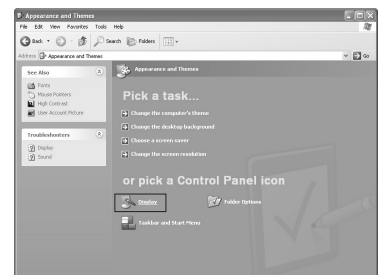 Appearance and Themes
File Edit View Favorites Tools Help
Back Search Folders
Address Appearance and Themes Go
See Also
Fonts
Mouse Pointers
High Contrast
User Account Picture
Troubleshooters
Display
Sound
Appearance and Themes
Pick a task...
Change the computer's theme
Change the desktop background
Choose a screen saver
Change the screen resolution
or pick a Control Panel icon
Display Folder Options
Taskbar and Start Menu